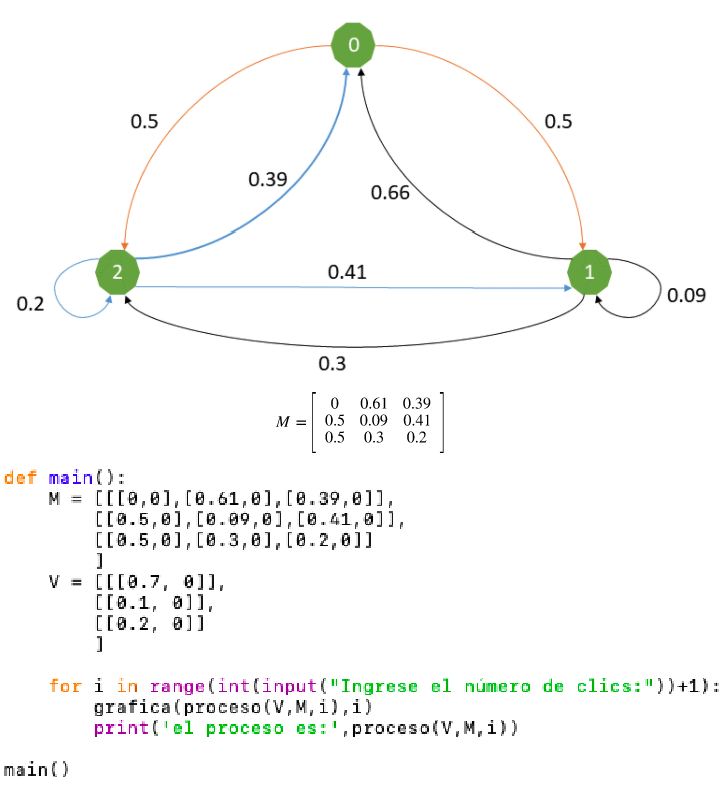 0
0.5
0.5
0.39
0.66
2
0.41
1
0.2
0.09
0.3
M = [ 0 0.61 0.39
0.5 0.09 0.41
0.5 0.3 0.2 ]
def main():
    M = [[[0,0],[0.61,0],[0.39,0]],
        [[0.5,0],[0.09,0],[0.41,0]],
        [[0.5,0],[0.3,0],[0.2,0]]
        ]
    V = [[[0.7, 0]],
        [[0.1, 0]],
        [[0.2, 0]]
        ]
    for i in range(int(input("Ingrese el número de clics:"))+1):
        grafica(proceso(V,M,i),i)
        print('el proceso es:',proceso(V,M,i))
main()